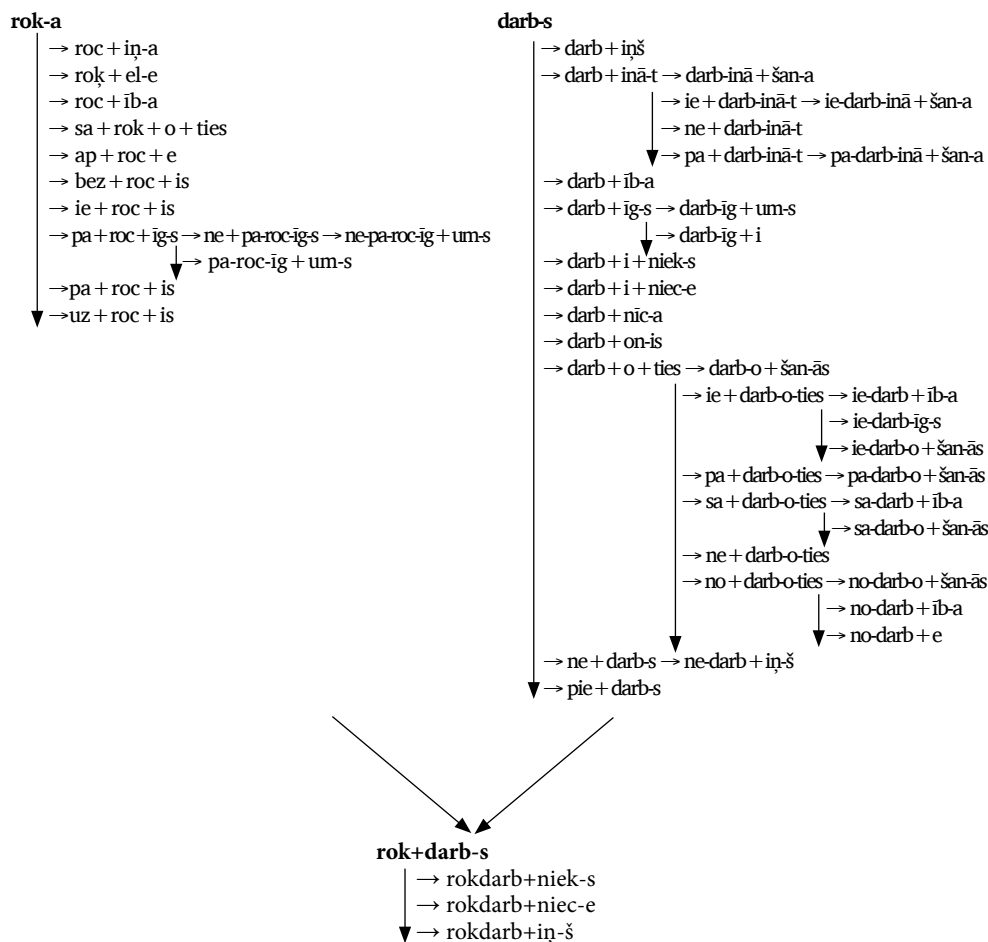 rok-a
→ roc + iņ-a
→ roķ + el-e
→ roc + īb-a
→ sa + rok + o + ties
→ ap + roc + e
→ bez + roc + is
→ ie + roc + is
→ pa + roc + īg-s → ne + pa-roc-īg-s → ne-pa-roc-īg + um-s
→ pa-roc-īg + um-s
→ pa + roc + is
→ uz + roc + is
darb-s
→ darb + iņš
→ darb + inā-t → darb-inā + šan-a
→ ie + darb-inā-t → ie-darb-inā + šan-a
→ ne + darb-inā-t
→ pa + darb-inā-t → pa-darb-inā + šan-a
→ darb + īb-a
→ darb + īg-s → darb-īg + um-s
→ darb-īg + i
→ darb + i + niek-s
→ darb + i + niec-e
→ darb + nīc-a
→ darb + on-is
→ darb + o + ties → darb-o + šan-ās
→ ie + darb-o-ties → ie-darb + īb-a
→ ie-darb-īg-s
→ ie-darb-o + šan-ās
→ pa + darb-o-ties → pa-darb-o + šan-ās
→ sa + darb-o-ties → sa-darb + īb-a
→ sa-darb-o + šan-ās
→ ne + darb-o-ties
→ no + darb-o-ties → no-darb-o + šan-ās
→ no-darb + īb-a
→ no-darb + e
→ ne + darb-s → ne-darb + iņ-š
→ pie + darb-s
rok+darb-s
→ rokdarb+niek-s
→ rokdarb+niec-e
→ rokdarb+iņ-š